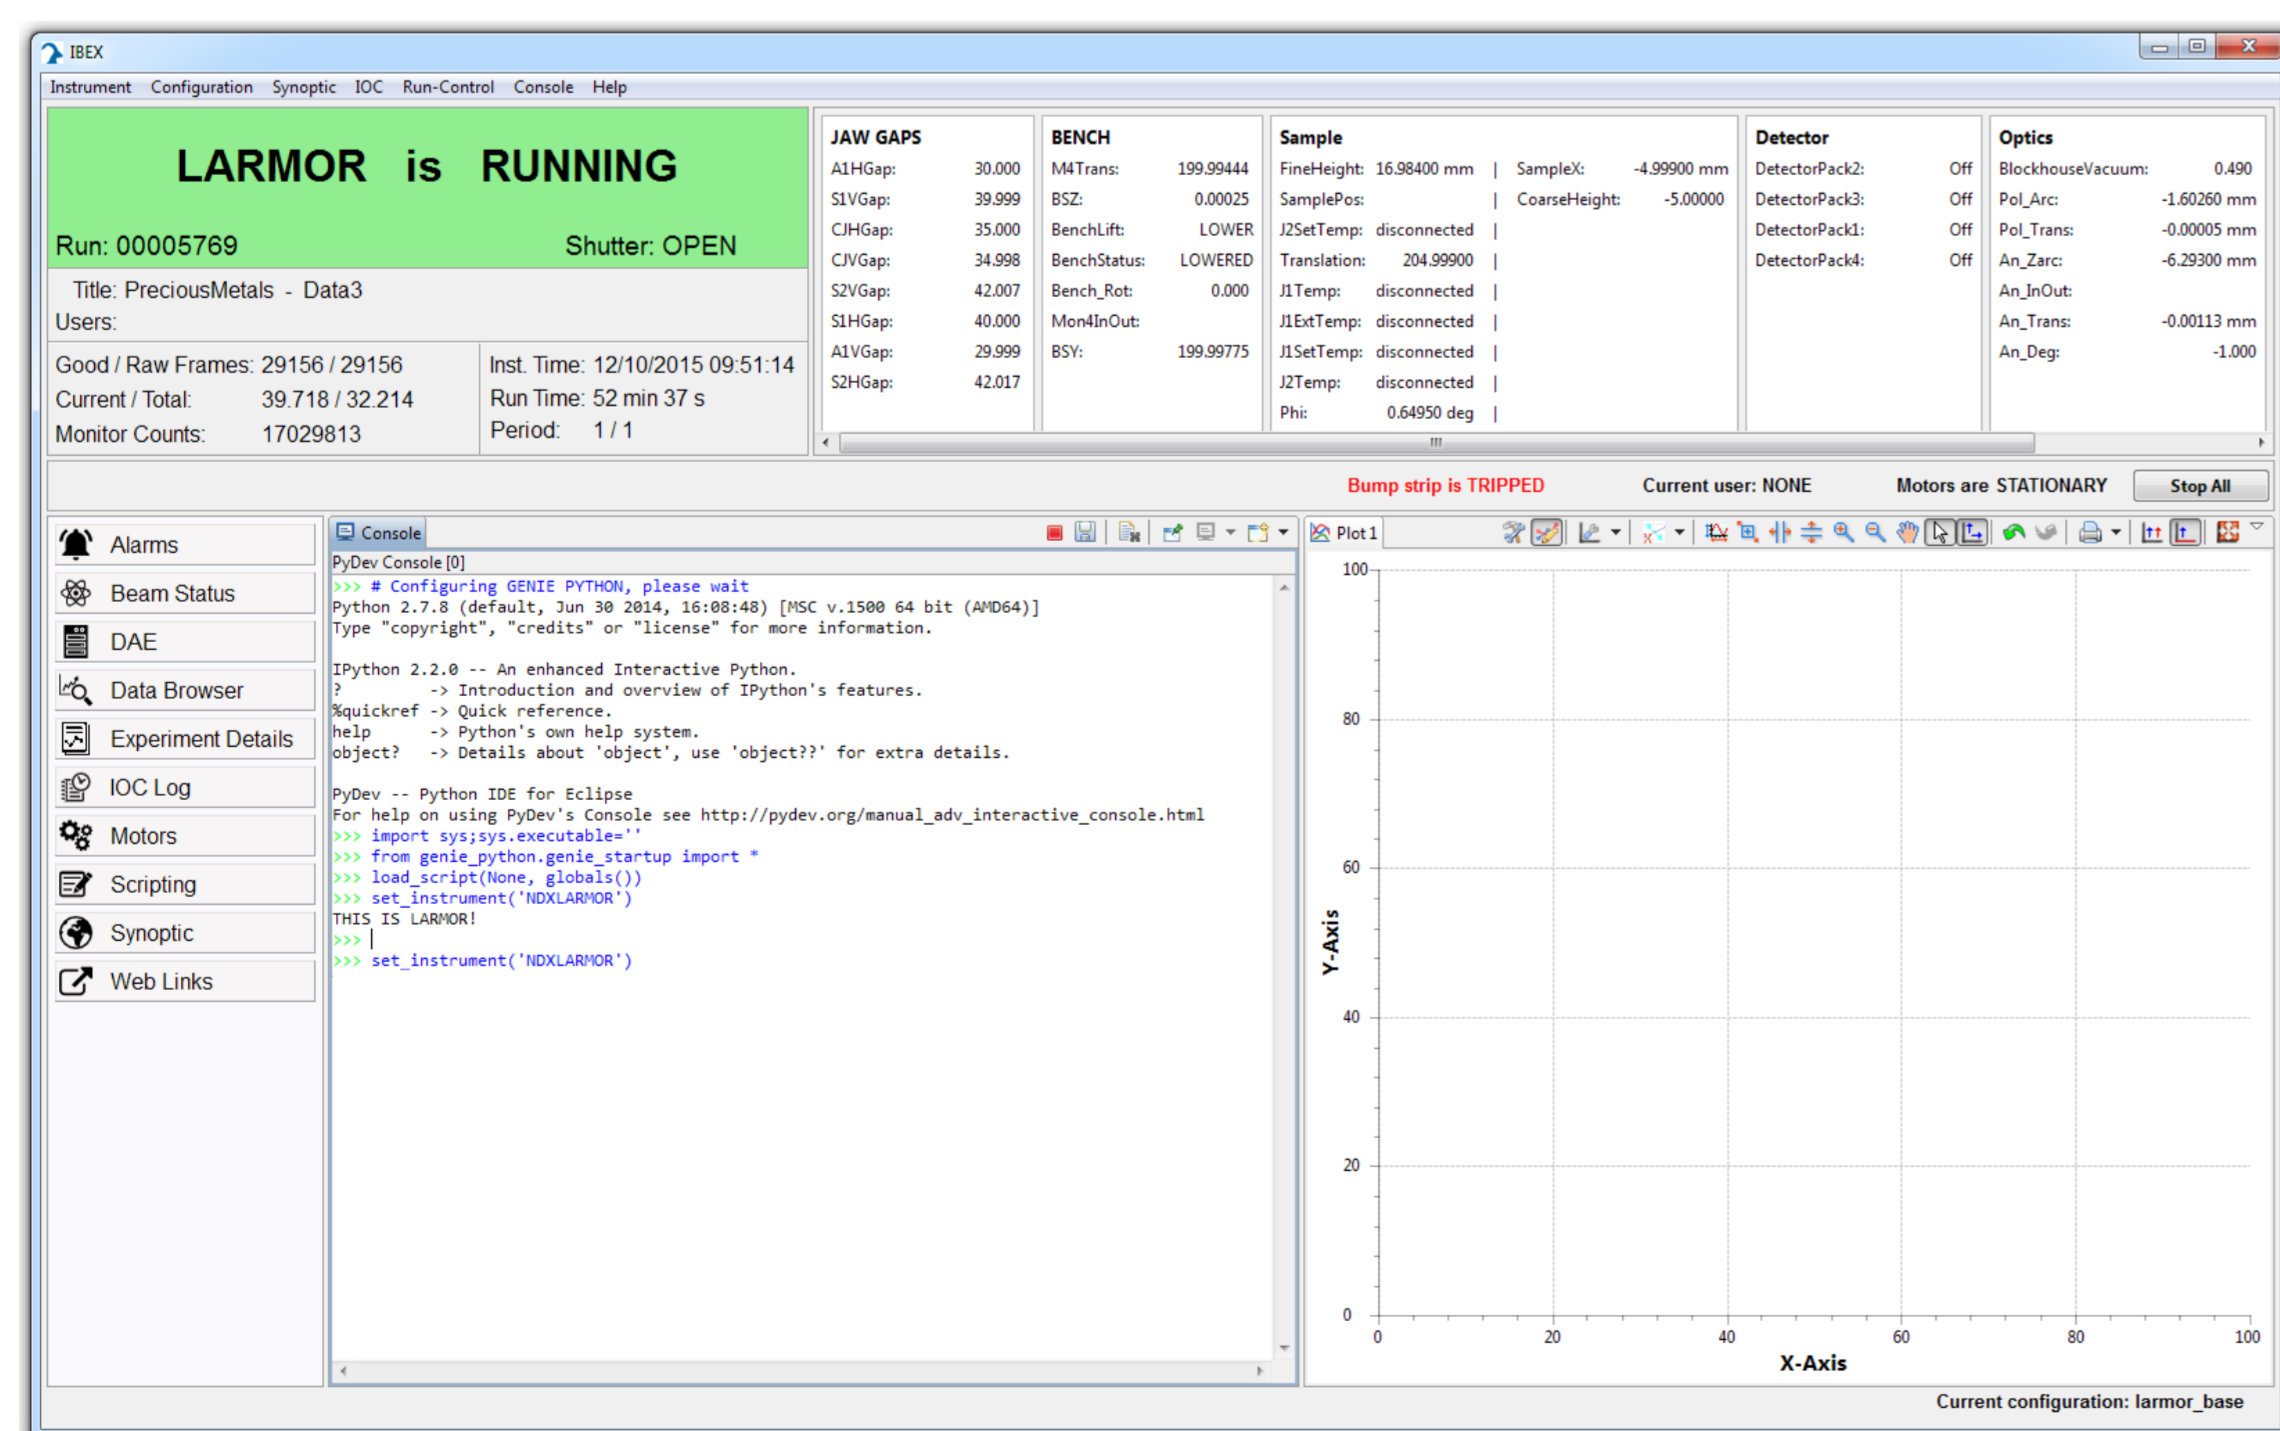 IBEX
Instrument Configuration Synoptic IOC Run-Control Console Help
LARMOR is RUNNING
Run: 00005769 Shutter: OPEN
Title: PreciousMetals - Data3
Users:
Good / Raw Frames: 29156 / 29156
Current / Total: 39.718 / 32.214
Monitor Counts: 17029813
Inst. Time: 12/10/2015 09:51:14
Run Time: 52 min 37 s
Period: 1 / 1
JAW GAPS
A1HGap: 30.000
S1VGap: 39.999
CJHGap: 35.000
CJVGap: 34.998
S2VGap: 42.007
S1HGap: 40.000
A1VGap: 29.999
S2HGap: 42.017
BENCH
M4Trans: 199.99444
BSZ: 0.00025
BenchLift: LOWER
BenchStatus: LOWERED
Bench_Rot: 0.000
Mon4InOut:
BSY: 199.99775
Sample
FineHeight: 16.98400 mm | SampleX: -4.99900 mm
SamplePos: | CoarseHeight: -5.00000
J2SetTemp: disconnected |
Translation: 204.99900 |
J1Temp: disconnected |
J1ExtTemp: disconnected |
J1SetTemp: disconnected |
J2Temp: disconnected |
Phi: 0.64950 deg |
Detector
DetectorPack2: Off
DetectorPack3: Off
DetectorPack1: Off
DetectorPack4: Off
Optics
BlockhouseVacuum: 0.490
Pol_Arc: -1.60260 mm
Pol_Trans: -0.00005 mm
An_Zarc: -6.29300 mm
An_InOut:
An_Trans: -0.00113 mm
An_Deg: -1.000
Bump strip is TRIPPED Current user: NONE Motors are STATIONARY Stop All
Alarms
Beam Status
DAE
Data Browser
Experiment Details
IOC Log
Motors
Scripting
Synoptic
Web Links
Console
PyDev Console [0]
>>> # Configuring GENIE PYTHON, please wait
Python 2.7.8 (default, Jun 30 2014, 16:08:48) [MSC v.1500 64 bit (AMD64)]
Type "copyright", "credits" or "license" for more information.
IPython 2.2.0 -- An enhanced Interactive Python.
? -> Introduction and overview of IPython's features.
%quickref -> Quick reference.
help -> Python's own help system.
object? -> Details about 'object', use 'object??' for extra details.
PyDev -- Python IDE for Eclipse
For help on using PyDev's Console see http://pydev.org/manual_adv_interactive_console.html
>>> import sys;sys.executable=''
>>> from genie_python.genie_startup import *
>>> load_script(None, globals())
>>> set_instrument('NDXLARMOR')
THIS IS LARMOR!
>>>
>>> set_instrument('NDXLARMOR')
Plot 1
100
80
60
40
20
0
Y-Axis
0 20 40 60 80 100
X-Axis
Current configuration: larmor_base